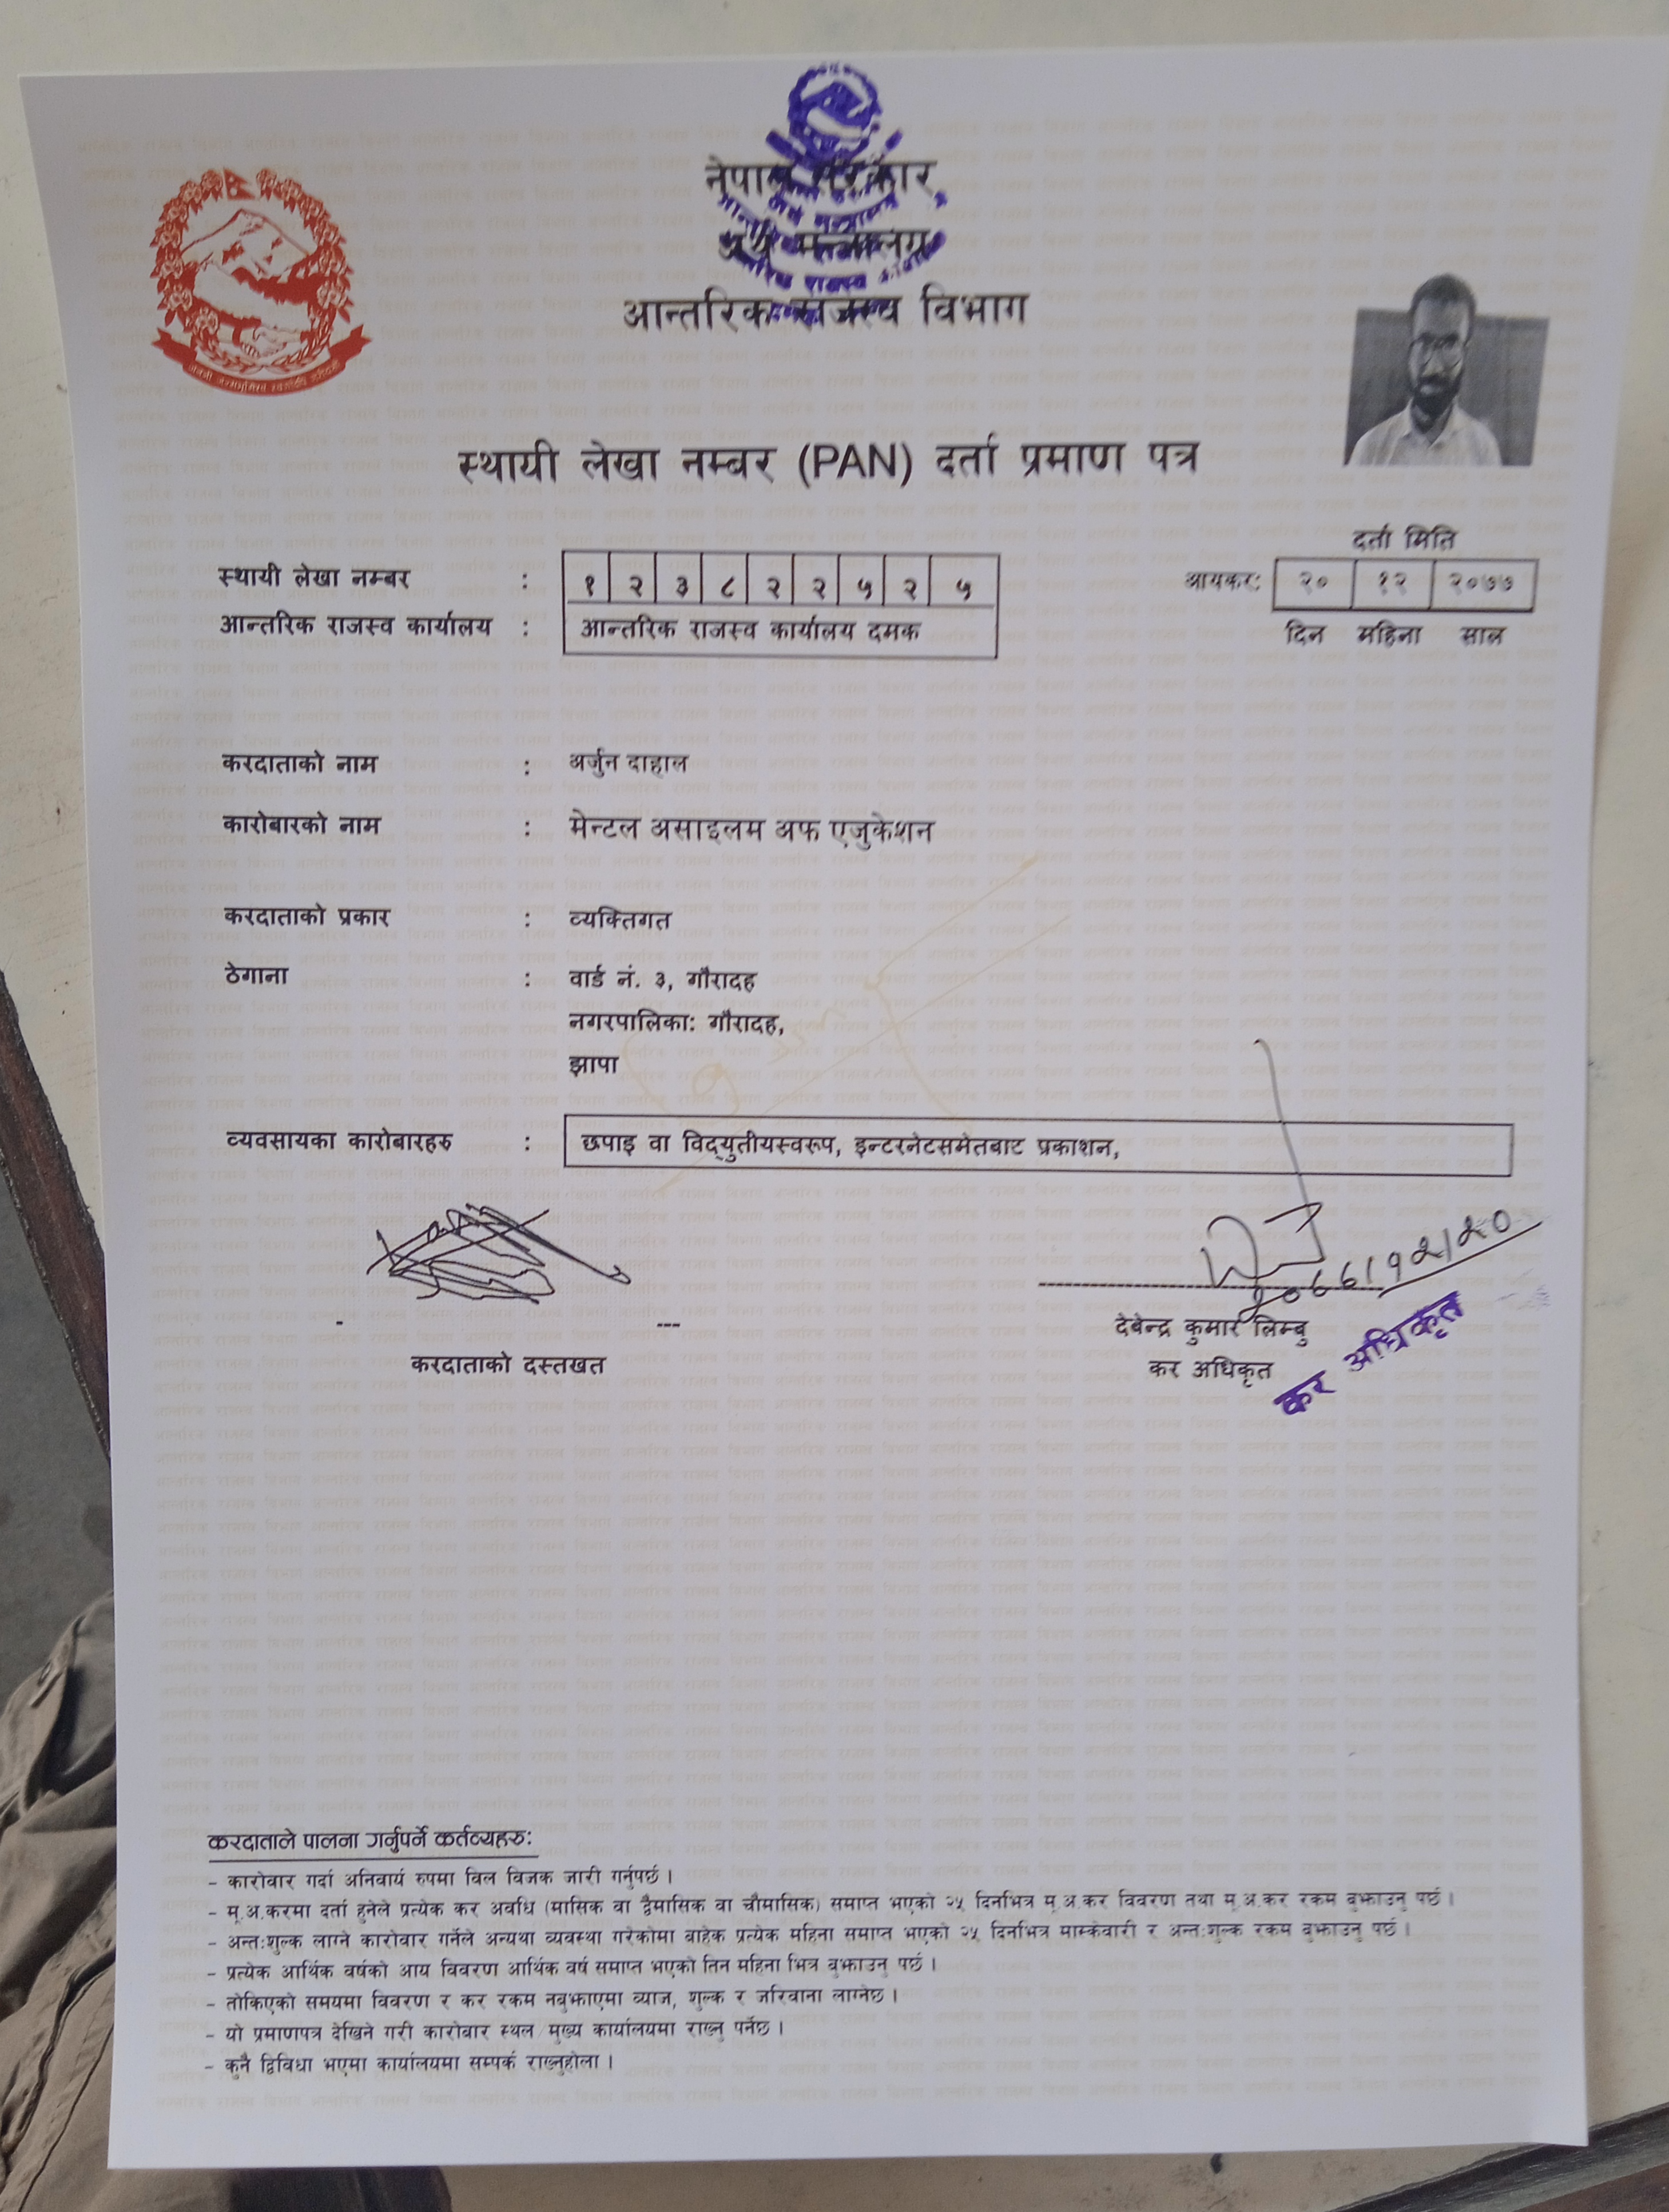 नेपाल सरकार
अर्थ मन्त्रालय
आन्तरिक राजस्व विभाग
स्थायी लेखा नम्बर (PAN) दर्ता प्रमाण पत्र
दर्ता मिति
स्थायी लेखा नम्बर : १ २ ३ ८ २ २ ५ २ ५ आयकर: २० १२ २०७७
आन्तरिक राजस्व कार्यालय : आन्तरिक राजस्व कार्यालय दमक दिन महिना साल
करदाताको नाम : अर्जुन दाहाल
कारोबारको नाम : मेन्टल असाइलम अफ एजुकेशन
करदाताको प्रकार : व्यक्तिगत
ठेगाना : वार्ड नं. ३, गौरादह
नगरपालिका: गौरादह,
झापा
व्यवसायका कारोबारहरु : छपाइ वा विद्युतीयस्वरूप, इन्टरनेटसमेतबाट प्रकाशन,
२०७७/१२/२०
- ---
देबेन्द्र कुमार लिम्बु
करदाताको दस्तखत
कर अधिकृत
कर अधिकृत
करदाताले पालना गर्नुपर्ने कर्तव्यहरु:
- कारोवार गर्दा अनिवार्य रुपमा विल विजक जारी गर्नुपर्छ ।
- मू.अ.करमा दर्ता हुनेले प्रत्येक कर अवधि (मासिक वा द्वैमासिक वा चौमासिक) समाप्त भएको २५ दिनभित्र मू.अ.कर विवरण तथा मू.अ.कर रकम बुझाउनु पर्छ ।
- अन्त:शुल्क लाग्ने कारोवार गर्नेले अन्यथा व्यवस्था गरेकोमा बाहेक प्रत्येक महिना समाप्त भएको २५ दिनभित्र मास्केवारी र अन्त:शुल्क रकम बुझाउनु पर्छ ।
- प्रत्येक आर्थिक वर्षको आय विवरण आर्थिक वर्ष समाप्त भएको तिन महिना भित्र बुझाउनु पर्छ ।
- तोकिएको समयमा विवरण र कर रकम नबुझाएमा व्याज, शुल्क र जरिवाना लाग्नेछ ।
- यो प्रमाणपत्र देखिने गरी कारोबार स्थल/मुख्य कार्यालयमा राख्नु पर्नेछ ।
- कुनै द्विविधा भएमा कार्यालयमा सम्पर्क राख्नुहोला ।